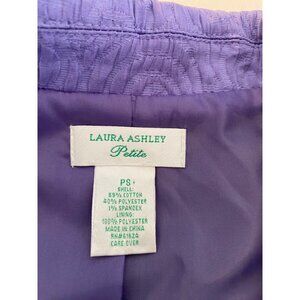 LAURA ASHLEY
Petite
PS
SHELL:
59% COTTON
40% POLYESTER
1% SPANDEX
LINING:
100% POLYESTER
MADE IN CHINA
RN#61624
CARE OVER